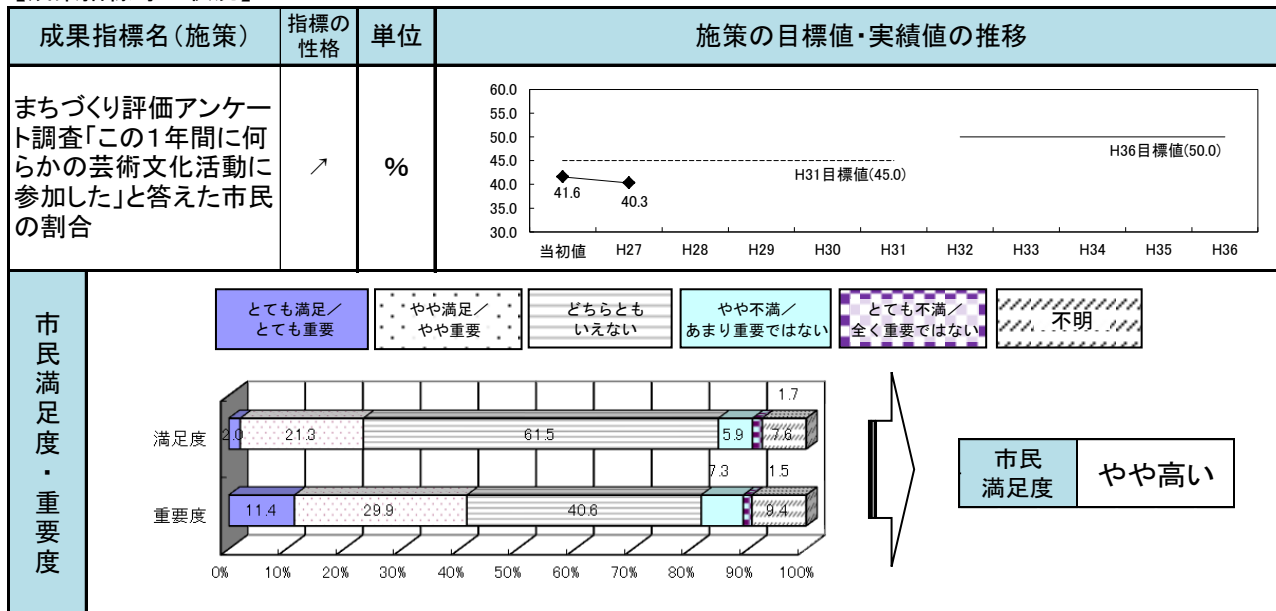 成果指標名(施策)
指標の
性格
単位
施策の目標値・実績値の推移
まちづくり評価アンケー
ト調査「この1年間に何
らかの芸術文化活動に
参加した」と答えた市民
の割合
↗
%
60.0
55.0
50.0
45.0
40.0
35.0
30.0
41.6
40.3
H31目標値(45.0)
H36目標値(50.0)
当初値 H27 H28 H29 H30 H31 H32 H33 H34 H35 H36
市民満足度・重要度
とても満足/
とても重要
やや満足/
やや重要
どちらとも
いえない
やや不満/
あまり重要ではない
とても不満/
全く重要ではない
不明
1.7
満足度 2.0 21.3 61.5 5.9 7.6
7.3 1.5
重要度 11.4 29.9 40.6 9.4
0% 10% 20% 30% 40% 50% 60% 70% 80% 90% 100%
市民
満足度
やや高い